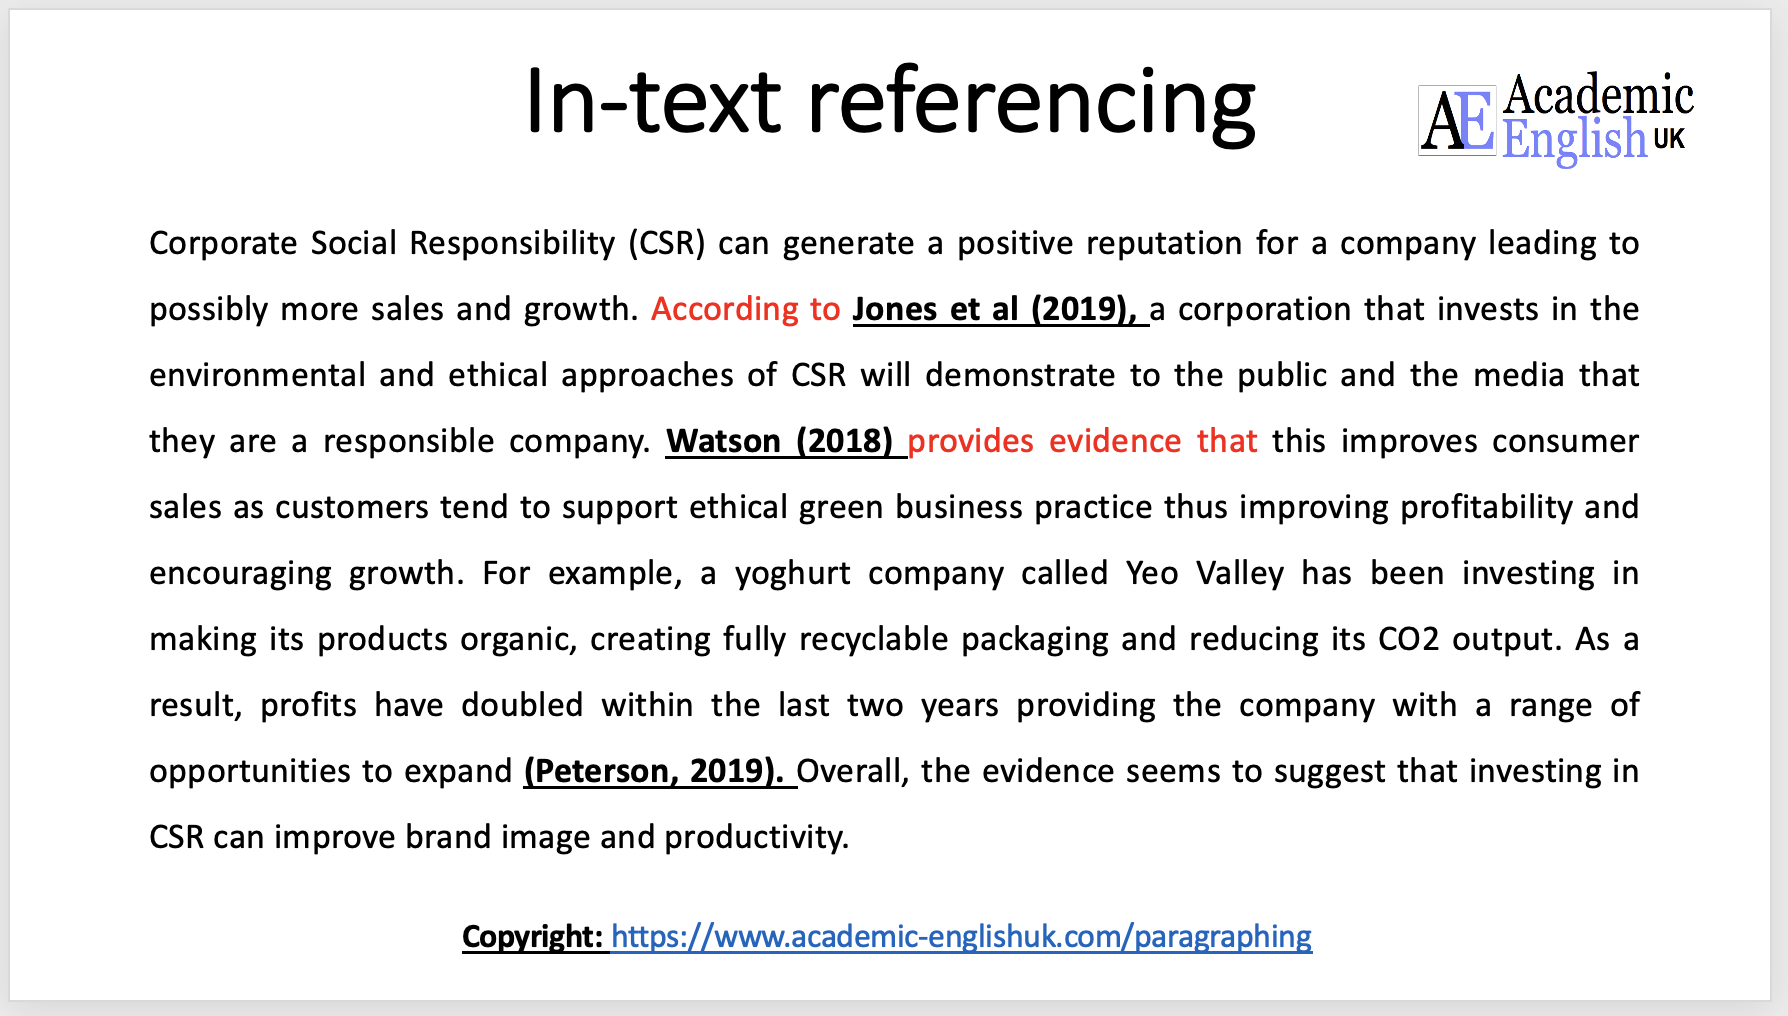 In-text referencing
AE Academic
English UK
Corporate Social Responsibility (CSR) can generate a positive reputation for a company leading to
possibly more sales and growth. According to Jones et al (2019), a corporation that invests in the
environmental and ethical approaches of CSR will demonstrate to the public and the media that
they are a responsible company. Watson (2018) provides evidence that this improves consumer
sales as customers tend to support ethical green business practice thus improving profitability and
encouraging growth. For example, a yoghurt company called Yeo Valley has been investing in
making its products organic, creating fully recyclable packaging and reducing its CO2 output. As a
result, profits have doubled within the last two years providing the company with a range of
opportunities to expand (Peterson, 2019). Overall, the evidence seems to suggest that investing in
CSR can improve brand image and productivity.
Copyright: https://www.academic-englishuk.com/paragraphing